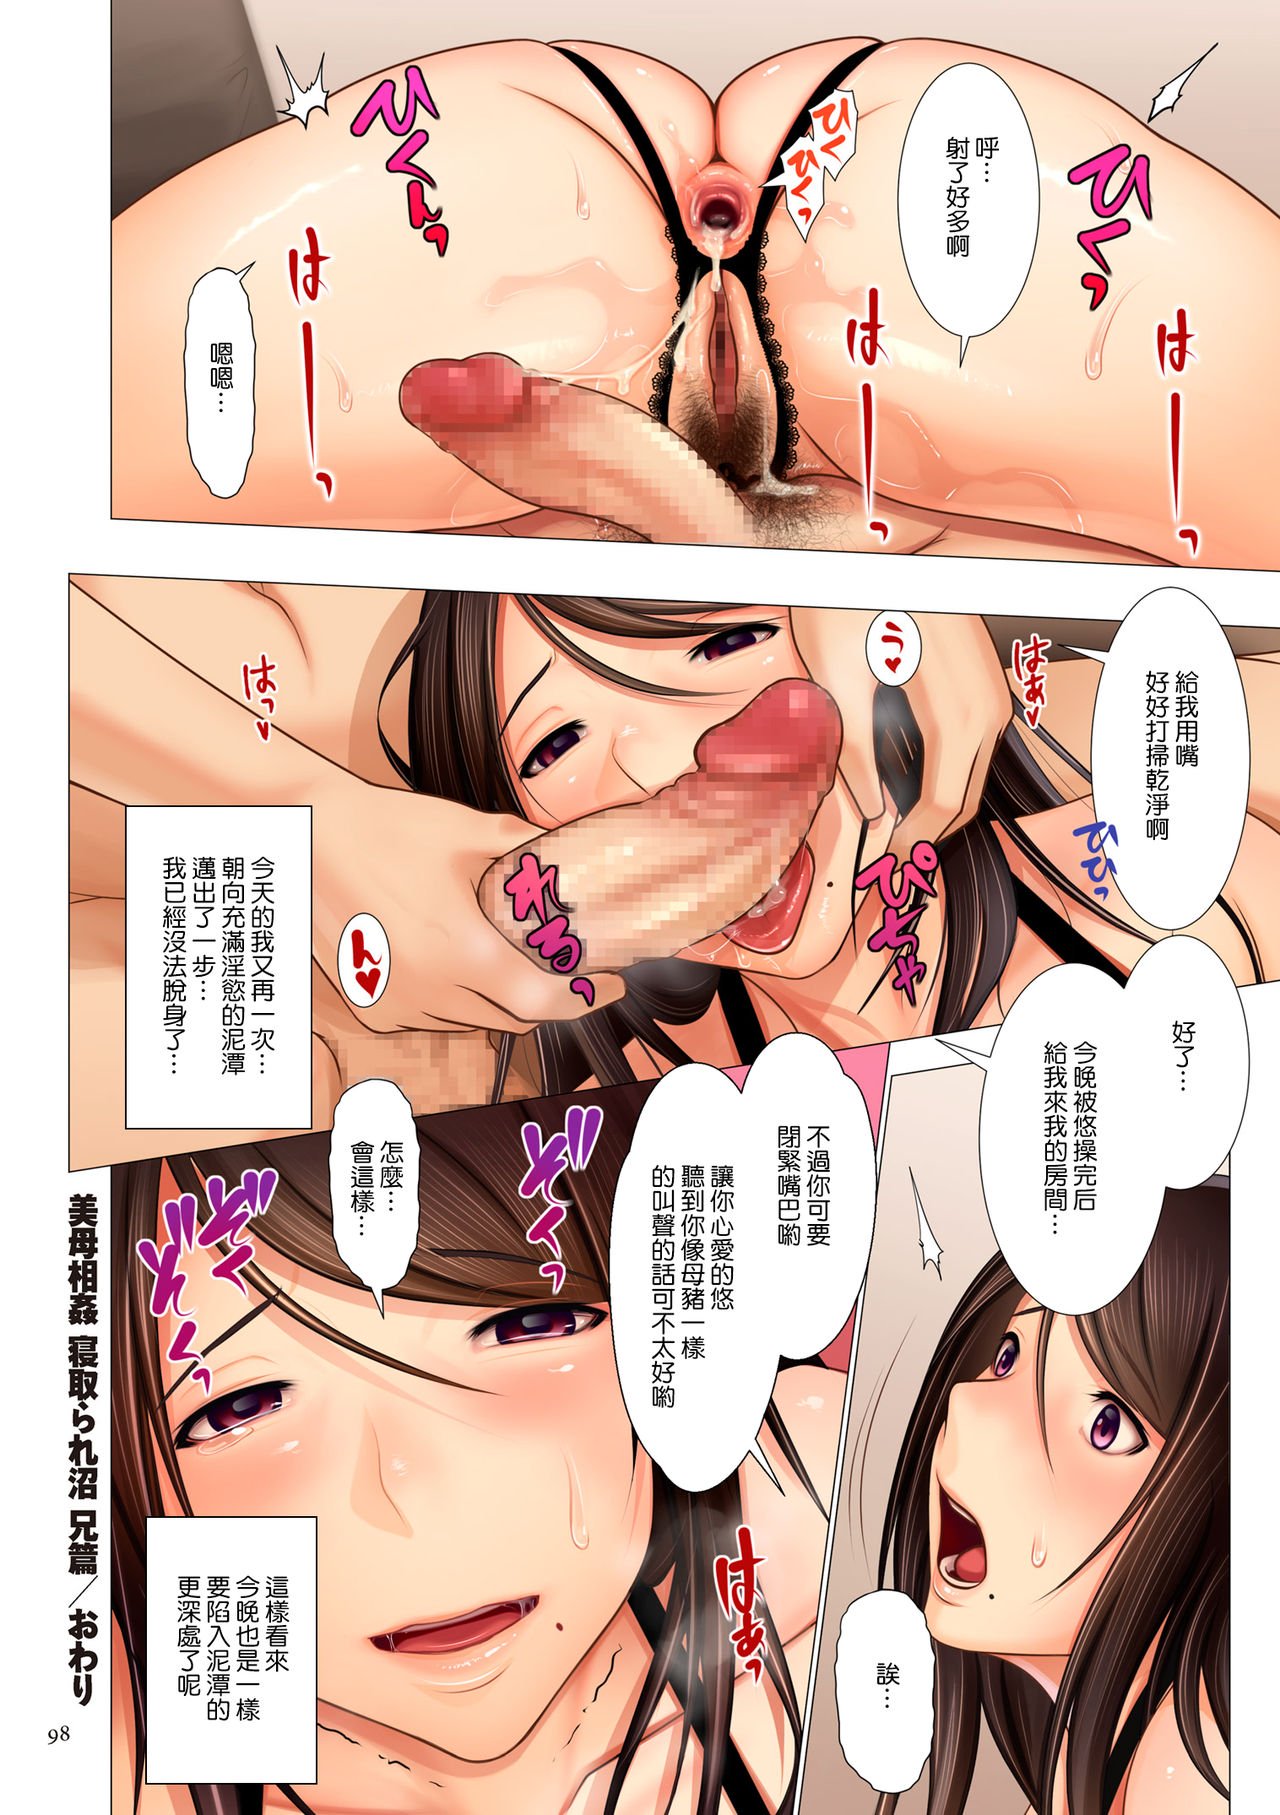 呼…
射了好多啊
ひくっ
ひくひくっ
ひくんっ
はーーっ
はーーっ
はーーっ
嗯嗯…
給我用嘴
好好打掃乾淨啊
ひひっ
はぁ
う♥
ぴちゃ
れるっ
はっ♥
ん♥
今天的我又再一次…
朝向充滿淫慾的泥潭
邁出了一步…
我已經沒法脫身了…
好了…
今晚被悠操完后
給我來我的房間…
誒…
不過你可要
閉緊嘴巴喲
讓你心愛的悠
聽到你像母豬一樣
的叫聲的話可不太好喲
怎麼…
會這樣…
ぞくっ
ぞくぞくっ
はぁっ
這樣看來
今晚也是一樣
要陷入泥潭的
更深處了呢
美母相姦 寝取られ沼 兄篇／おわり
98